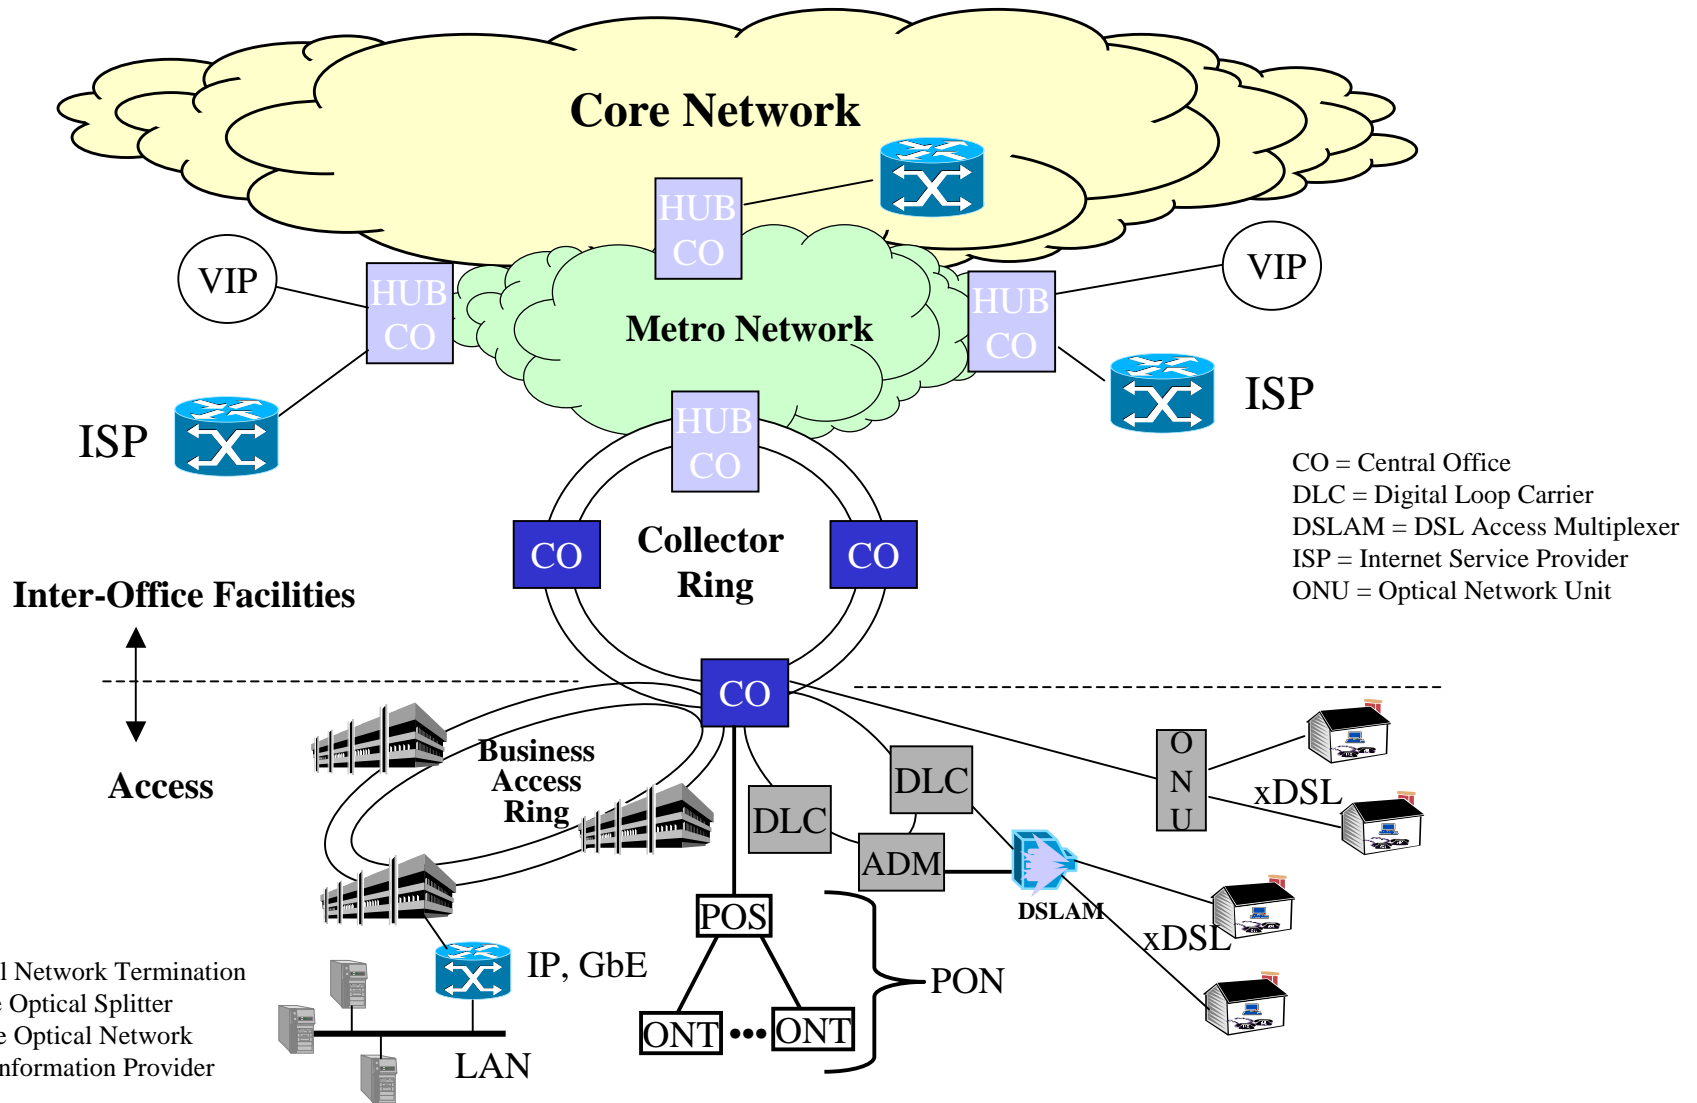 Core Network
HUB
CO
VIP
HUB
CO
Metro Network
HUB
CO
VIP
ISP
HUB
CO
ISP
CO = Central Office
DLC = Digital Loop Carrier
DSLAM = DSL Access Multiplexer
ISP = Internet Service Provider
ONU = Optical Network Unit
CO
Collector
Ring
CO
Inter-Office Facilities
CO
Access
Business
Access
Ring
DLC
DLC
ADM
O
N
U
xDSL
DSLAM
xDSL
POS
ONT
•••
ONT
PON
IP, GbE
LAN
l Network Termination
e Optical Splitter
e Optical Network
Information Provider